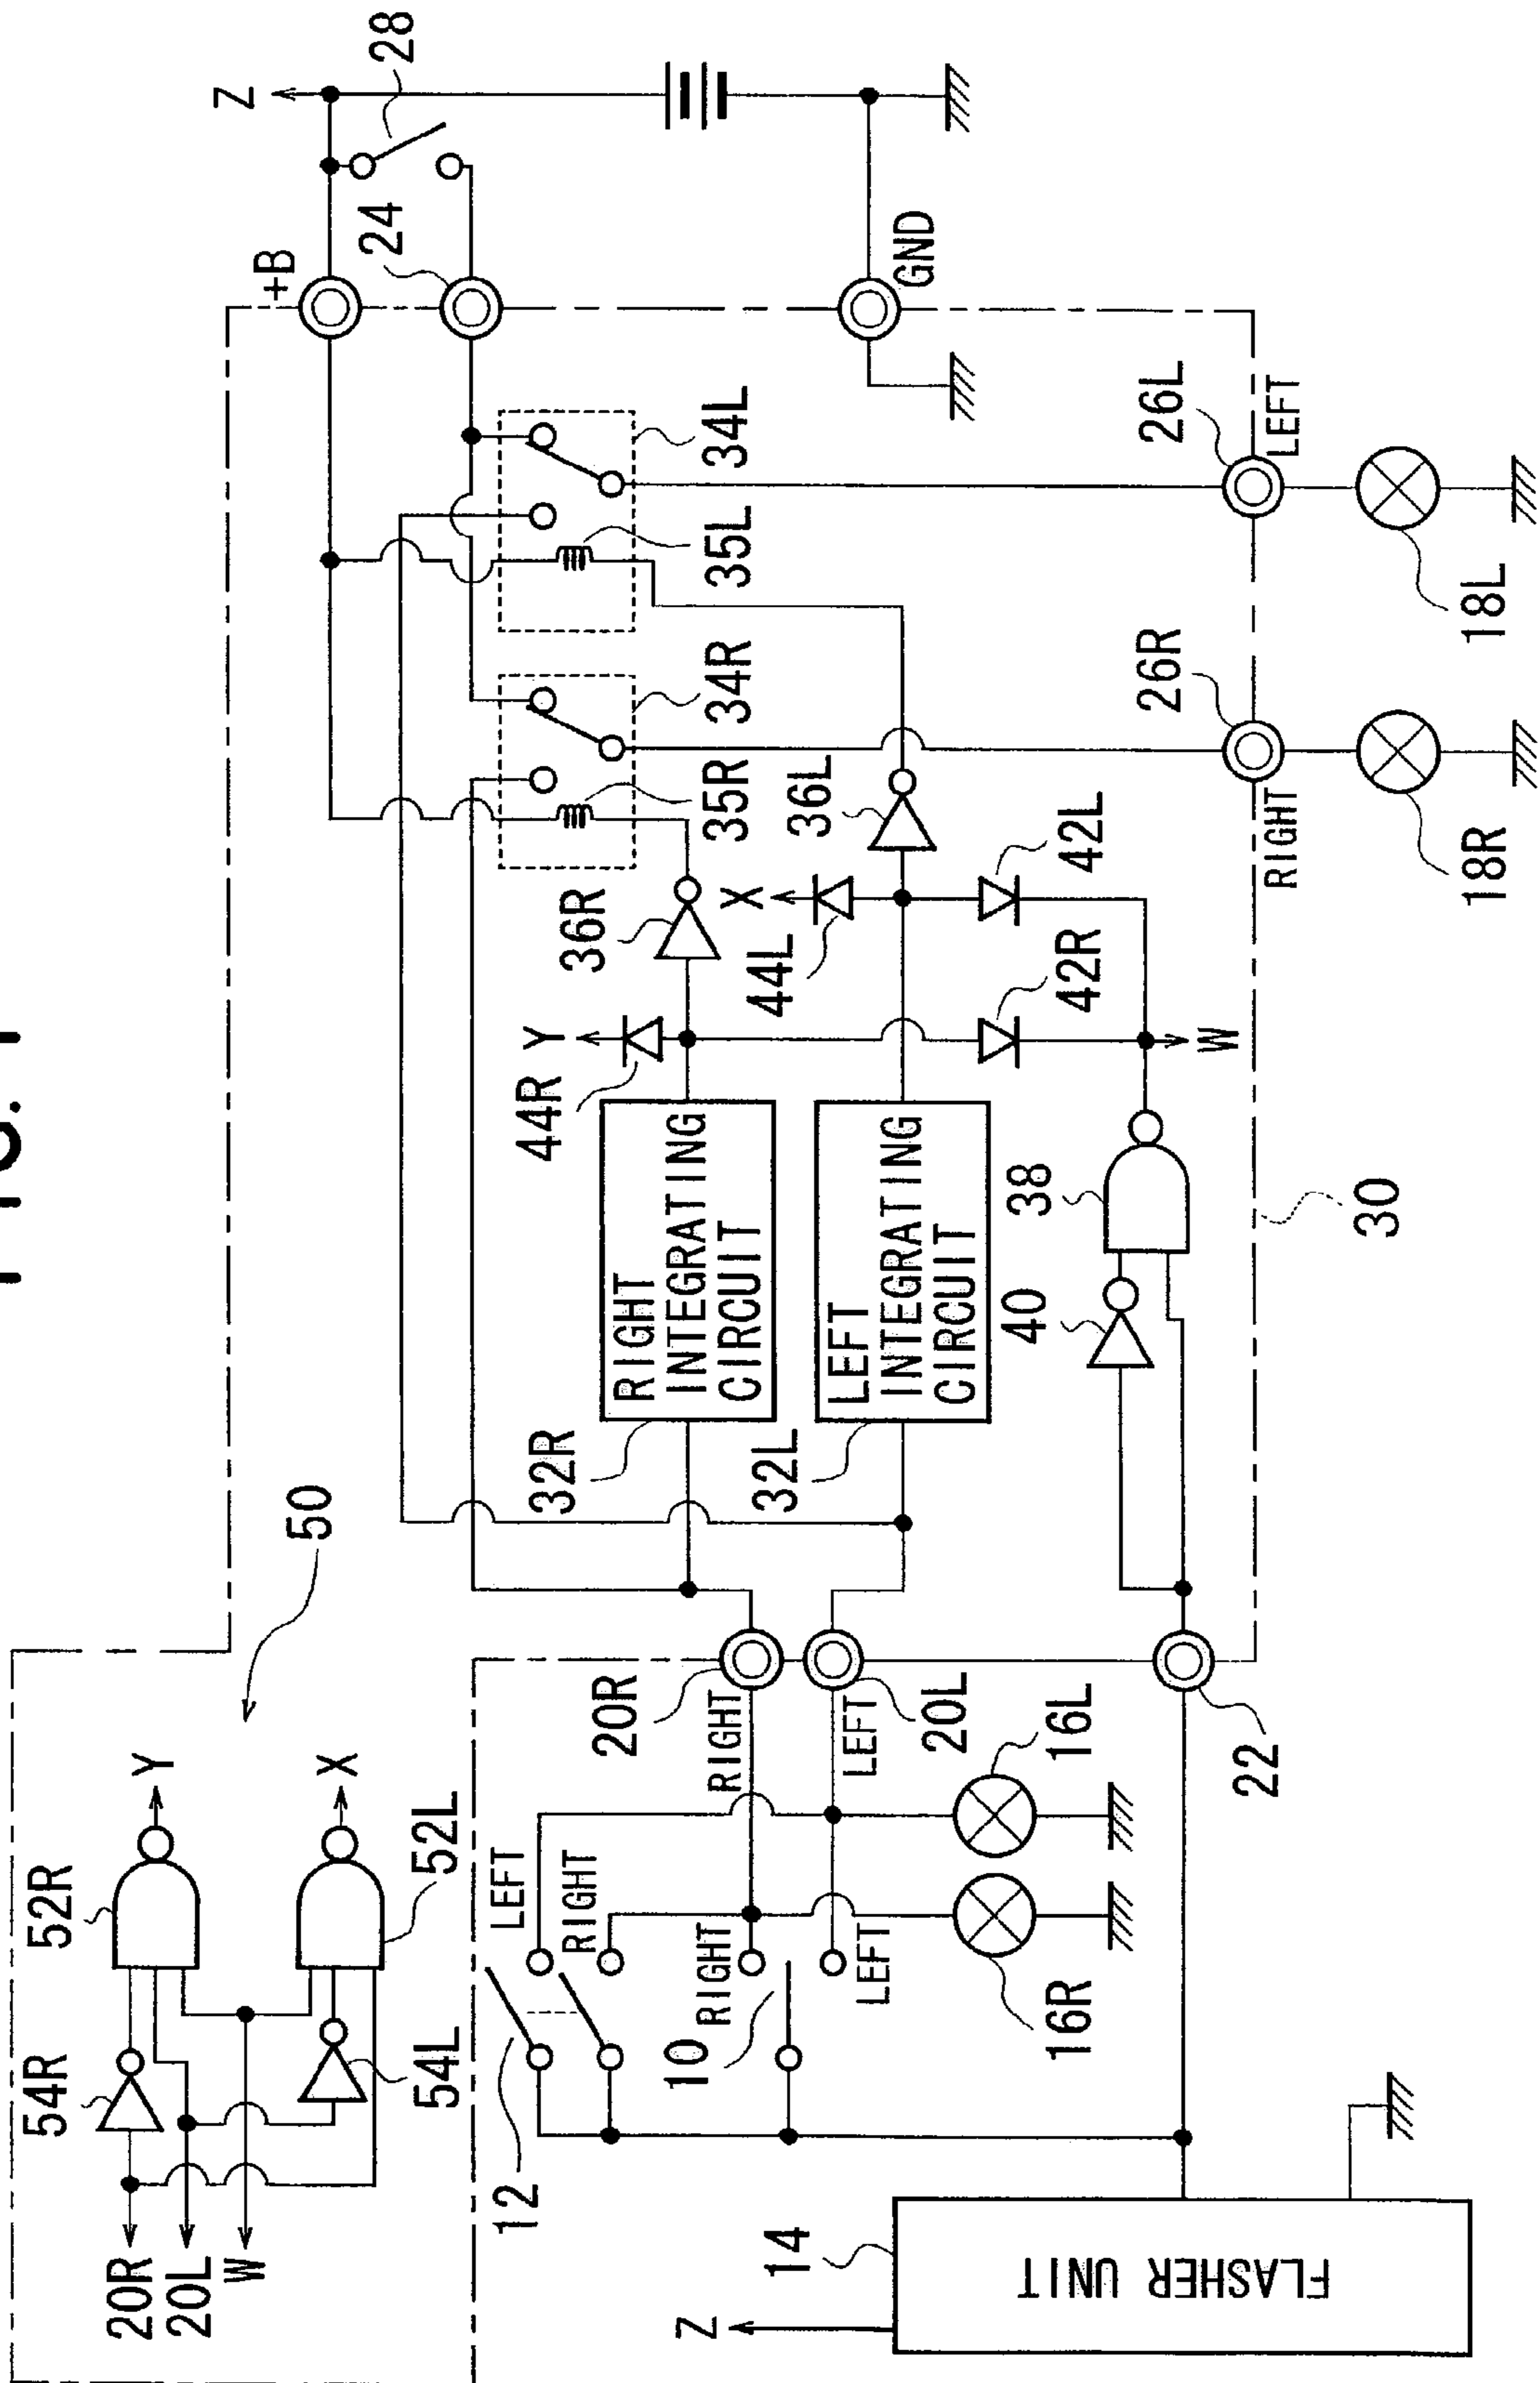 Z
28
+B
24
GND
34L
35L
26L
LEFT
18L
34R
35R
26R
RIGHT
18R
36R
36L
X
Y
44L
42L
44R
42R
W
RIGHT
INTEGRATING
CIRCUIT
32R
LEFT
INTEGRATING
CIRCUIT
32L
38
40
30
50
Y
X
52R
52L
54R
54L
20R
20L
W
20R
RIGHT
LEFT
20L
22
LEFT
RIGHT
RIGHT
LEFT
16L
16R
10
12
14
Z
FLASHER UNIT